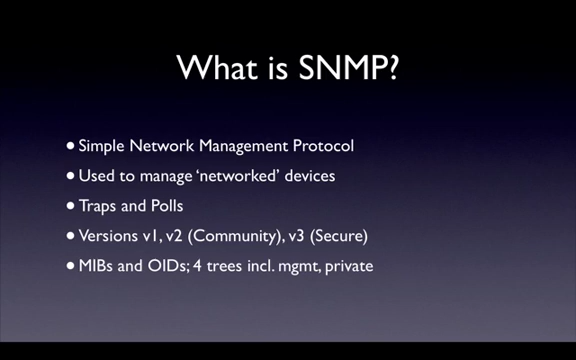 What is SNMP?
• Simple Network Management Protocol
• Used to manage ‘networked’ devices
• Traps and Polls
• Versions v1, v2 (Community), v3 (Secure)
• MIBs and OIDs; 4 trees incl. mgmt, private